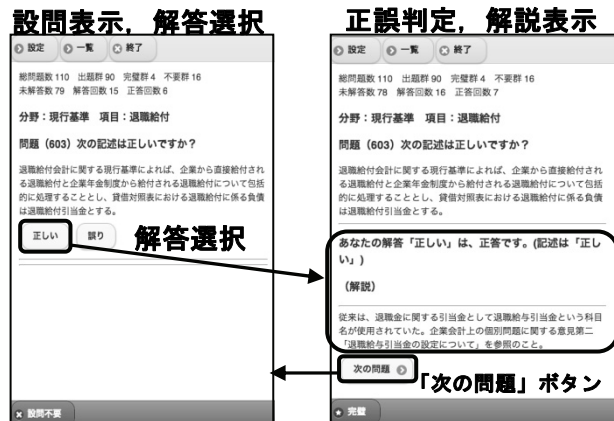 設問表示，解答選択
設定 一覧 終了
総問題数 110 出題群 90 完璧群 4 不要群 16
未解答数 79 解答回数 15 正答回数 6
分野：現行基準 項目：退職給付
問題（603）次の記述は正しいですか？
退職給付会計に関する現行基準によれば、企業から直接給付され
る退職給付と企業年金制度から給付される退職給付について包括
的に処理することとし、貸借対照表における退職給付に係る負債
は退職給付引当金とする。
正しい 誤り 解答選択
設問不要
正誤判定，解説表示
設定 一覧 終了
総問題数 110 出題群 90 完璧群 4 不要群 16
未解答数 78 解答回数 16 正答回数 7
分野：現行基準 項目：退職給付
問題（603）次の記述は正しいですか？
退職給付会計に関する現行基準によれば、企業から直接給付され
る退職給付と企業年金制度から給付される退職給付について包括
的に処理することとし、貸借対照表における退職給付に係る負債
は退職給付引当金とする。
あなたの解答「正しい」は、正答です。(記述は「正し
い」)
（解説）
従来は、退職金に関する引当金として退職給与引当金という科目
名が使用されていた。企業会計上の個別問題に関する意見第二
「退職給与引当金の設定について」を参照のこと。
次の問題
「次の問題」ボタン
完璧